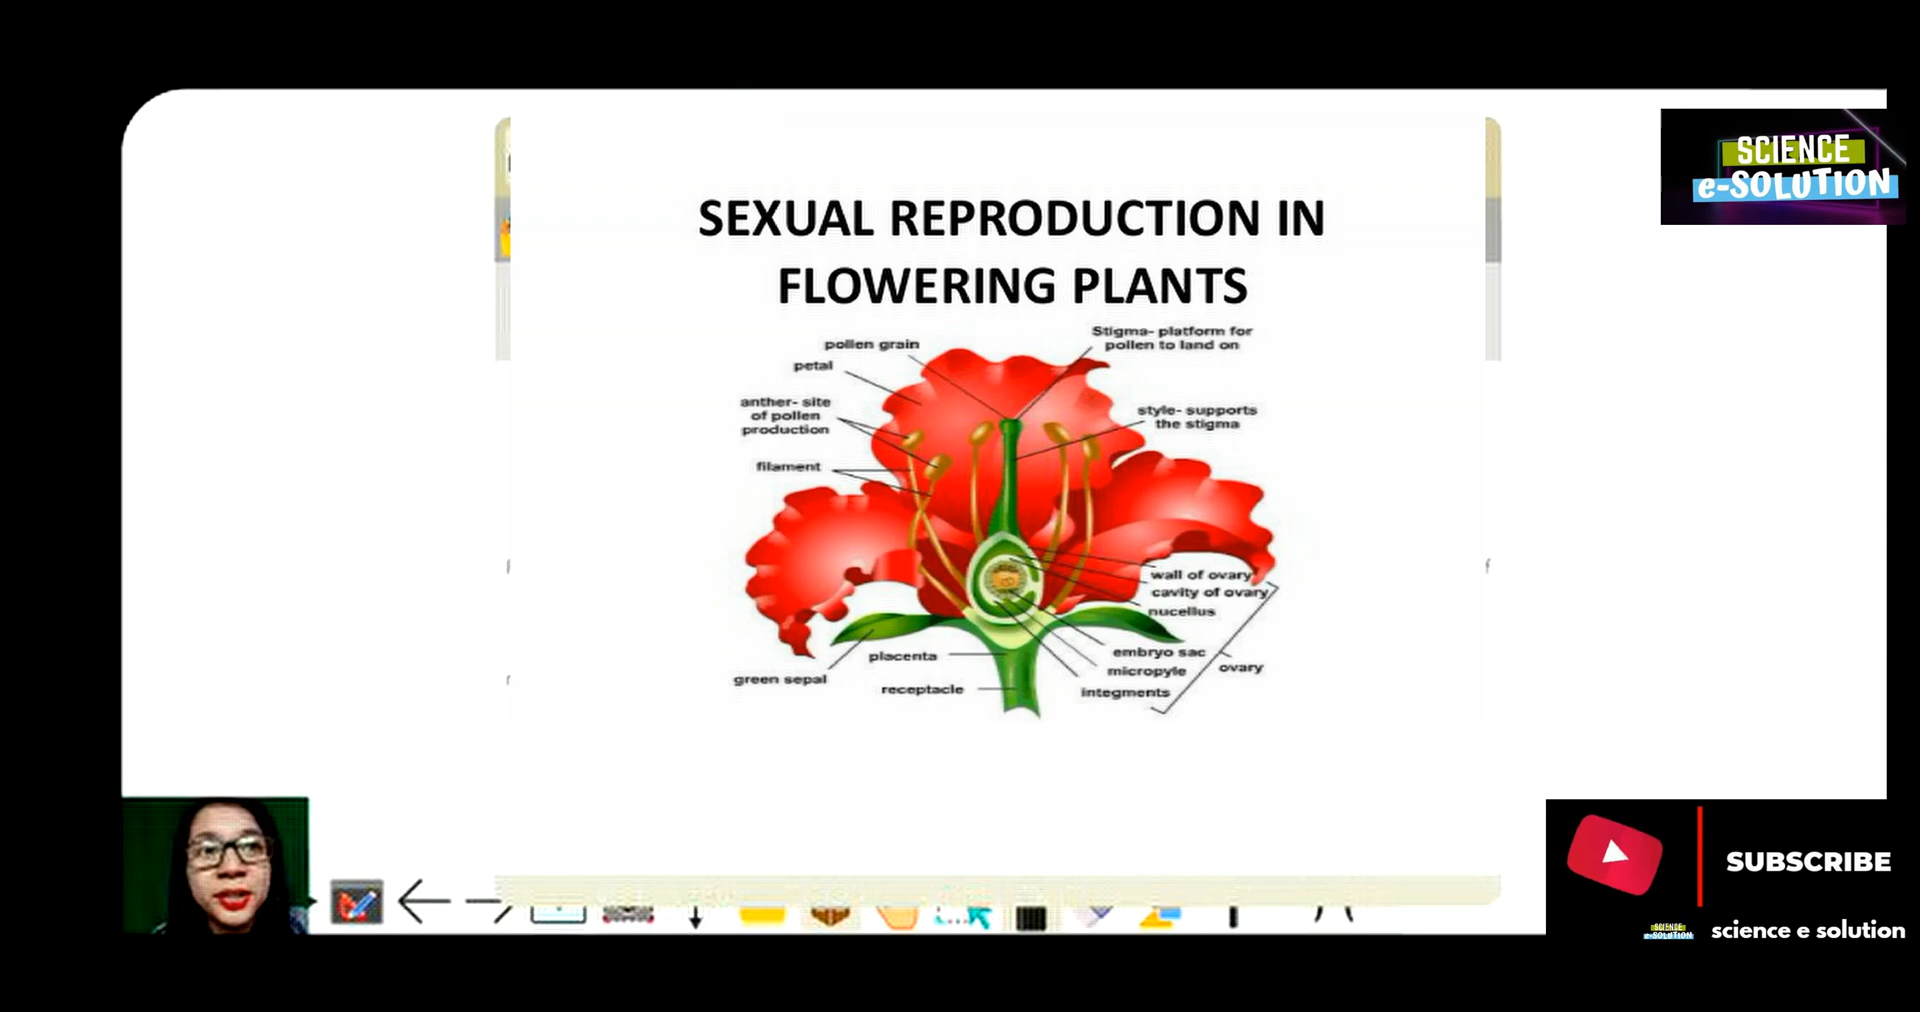 SCIENCE
e-SOLUTION
SEXUAL REPRODUCTION IN
FLOWERING PLANTS
Stigma- platform for
pollen to land on
pollen grain
petal
anther- site
of pollen
production
style- supports
the stigma
filament
wall of ovary
cavity of ovary
nucellus
embryo sac
placenta
micropyle
ovary
green sepal
receptacle
integments
SUBSCRIBE
SCIENCE
e-SOLUTION
science e solution